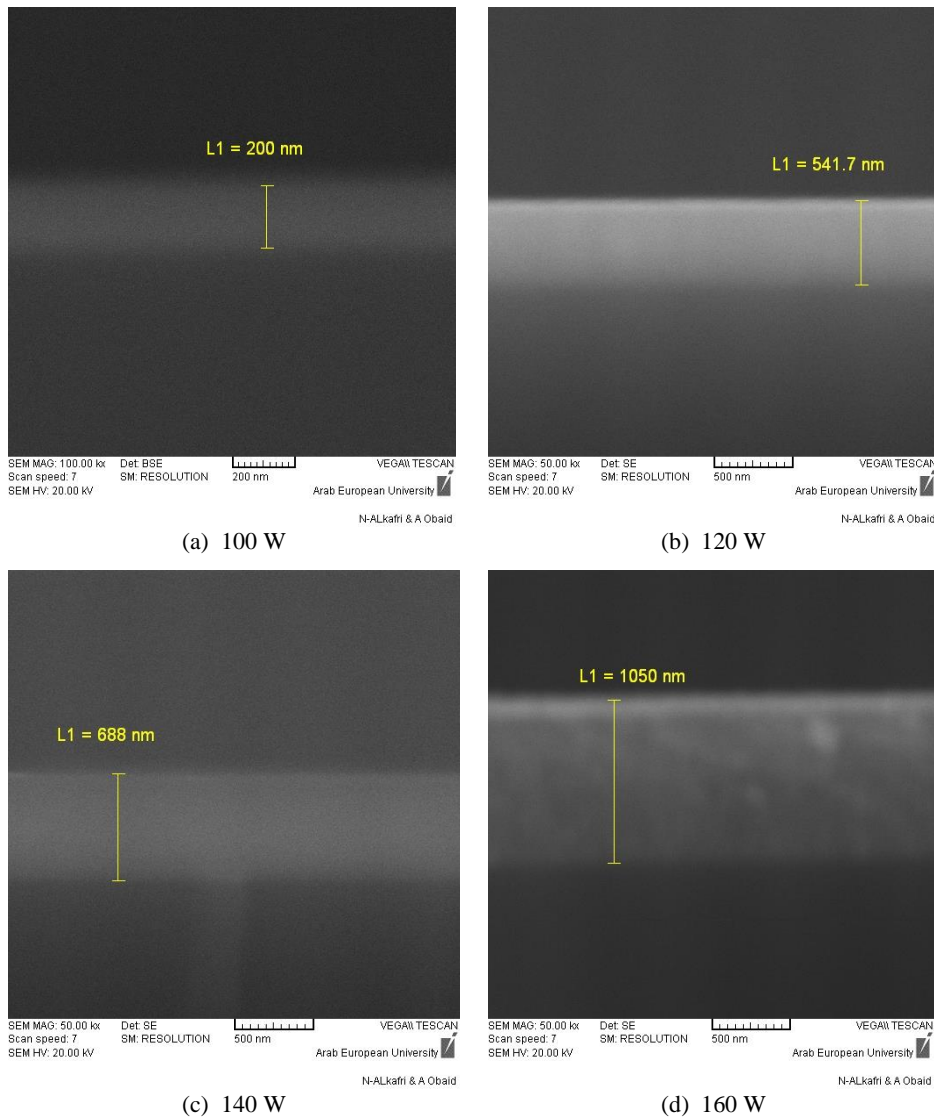 L1 = 200 nm
SEM MAG: 100.00 kx Det: BSE VEGA\\ TESCAN
Scan speed: 7 SM: RESOLUTION 200 nm
SEM HV: 20.00 kV Arab European University
N-ALkafri & A Obaid
(a) 100 W
L1 = 541.7 nm
SEM MAG: 50.00 kx Det: SE VEGA\\ TESCAN
Scan speed: 7 SM: RESOLUTION 500 nm
SEM HV: 20.00 kV Arab European University
N-ALkafri & A Obaid
(b) 120 W
L1 = 688 nm
SEM MAG: 50.00 kx Det: SE VEGA\\ TESCAN
Scan speed: 7 SM: RESOLUTION 500 nm
SEM HV: 20.00 kV Arab European University
N-ALkafri & A Obaid
(c) 140 W
L1 = 1050 nm
SEM MAG: 50.00 kx Det: SE VEGA\\ TESCAN
Scan speed: 7 SM: RESOLUTION 500 nm
SEM HV: 20.00 kV Arab European University
N-ALkafri & A Obaid
(d) 160 W